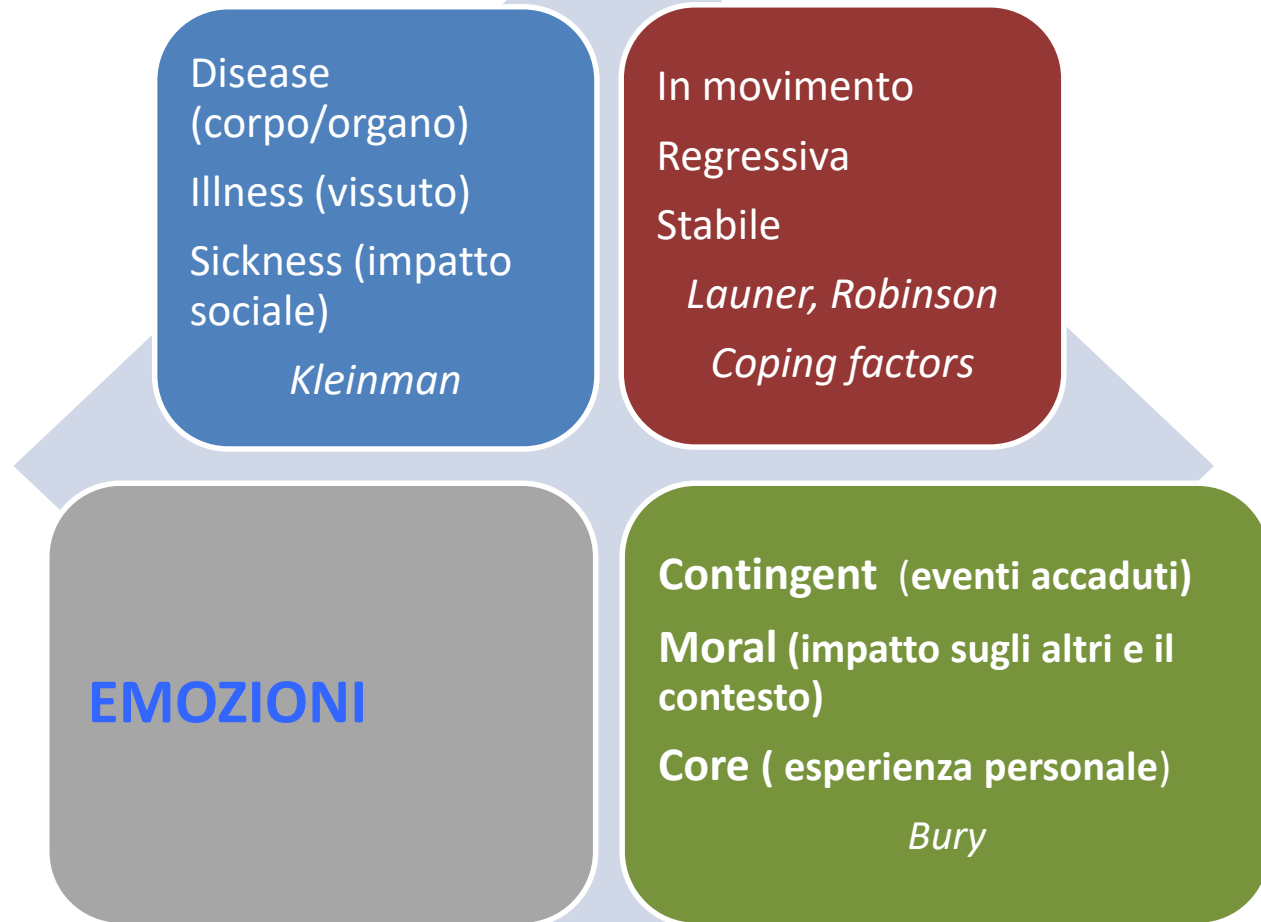 Disease
(corpo/organo)
Illness (vissuto)
Sickness (impatto
sociale)
Kleinman
In movimento
Regressiva
Stabile
Launer, Robinson
Coping factors
EMOZIONI
Contingent (eventi accaduti)
Moral (impatto sugli altri e il
contesto)
Core ( esperienza personale)
Bury